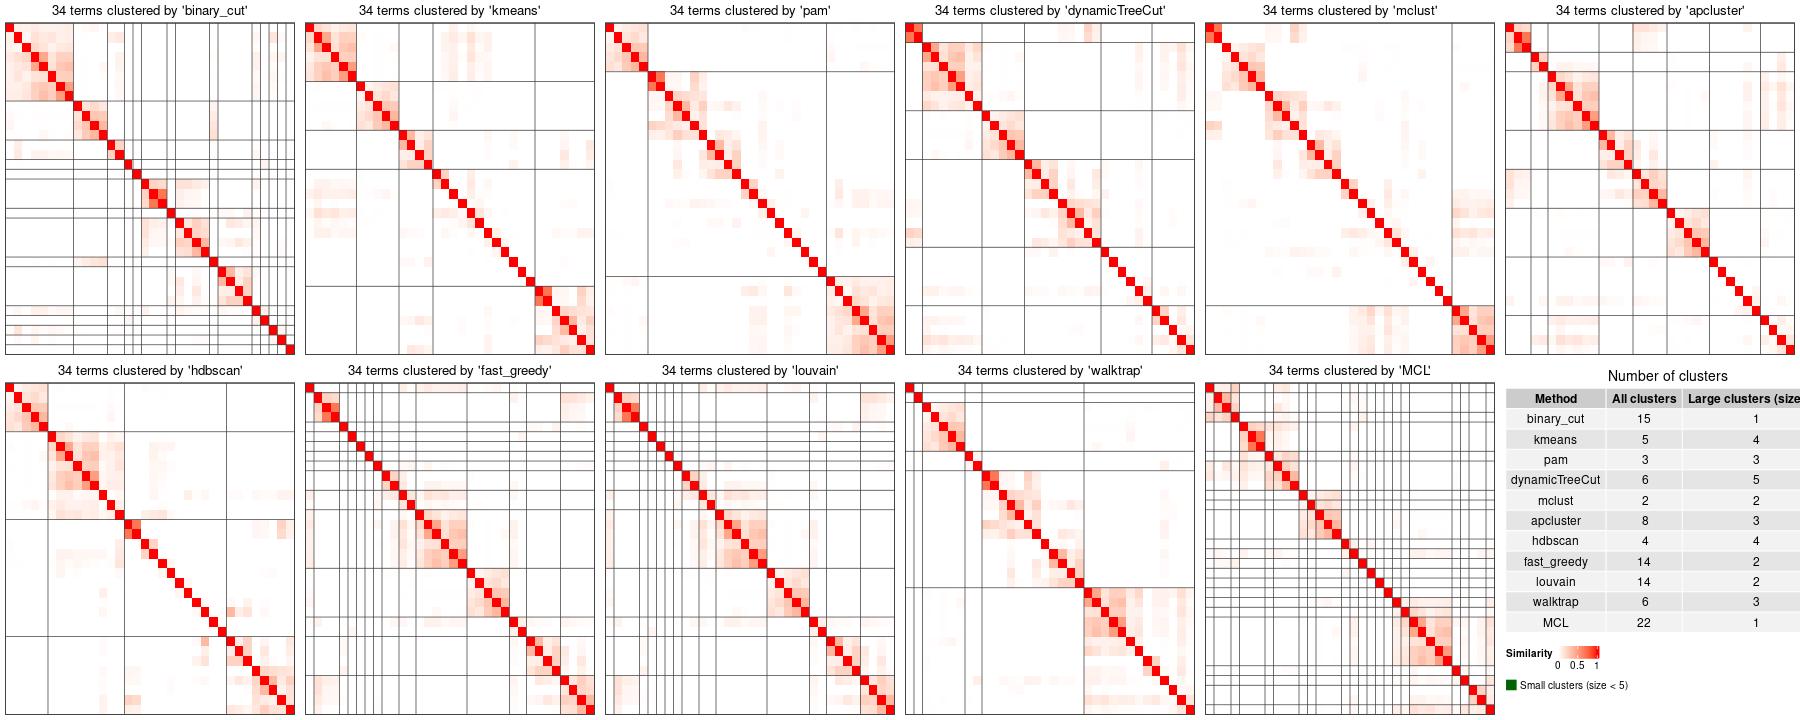 34 terms clustered by 'binary_cut'
34 terms clustered by 'kmeans'
34 terms clustered by 'pam'
34 terms clustered by 'dynamicTreeCut'
34 terms clustered by 'mclust'
34 terms clustered by 'apcluster'
34 terms clustered by 'hdbscan'
34 terms clustered by 'fast_greedy'
34 terms clustered by 'louvain'
34 terms clustered by 'walktrap'
34 terms clustered by 'MCL'
Number of clusters
Method All clusters Large clusters (size
binary_cut 15 1
kmeans 5 4
pam 3 3
dynamicTreeCut 6 5
mclust 2 2
apcluster 8 3
hdbscan 4 4
fast_greedy 14 2
louvain 14 2
walktrap 6 3
MCL 22 1
Similarity
0 0.5 1
Small clusters (size < 5)